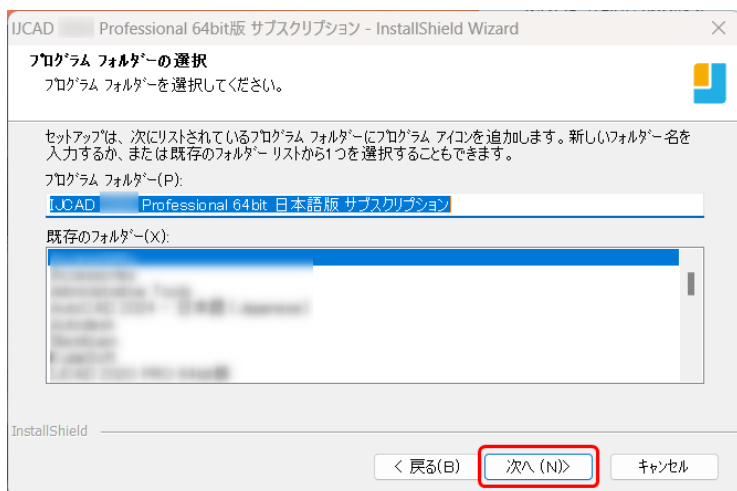 IJCAD Professional 64bit版 サブスクリプション - InstallShield Wizard
プログラム フォルダーの選択
プログラム フォルダーを選択してください。
セットアップは、次にリストされているプログラム フォルダーにプログラム アイコンを追加します。新しいフォルダー名を
入力するか、または既存のフォルダー リストから1つを選択することもできます。
プログラム フォルダー(P):
IJCAD Professional 64bit 日本語版 サブスクリプション
既存のフォルダー(X):
InstallShield
< 戻る(B)
次へ (N)>
キャンセル